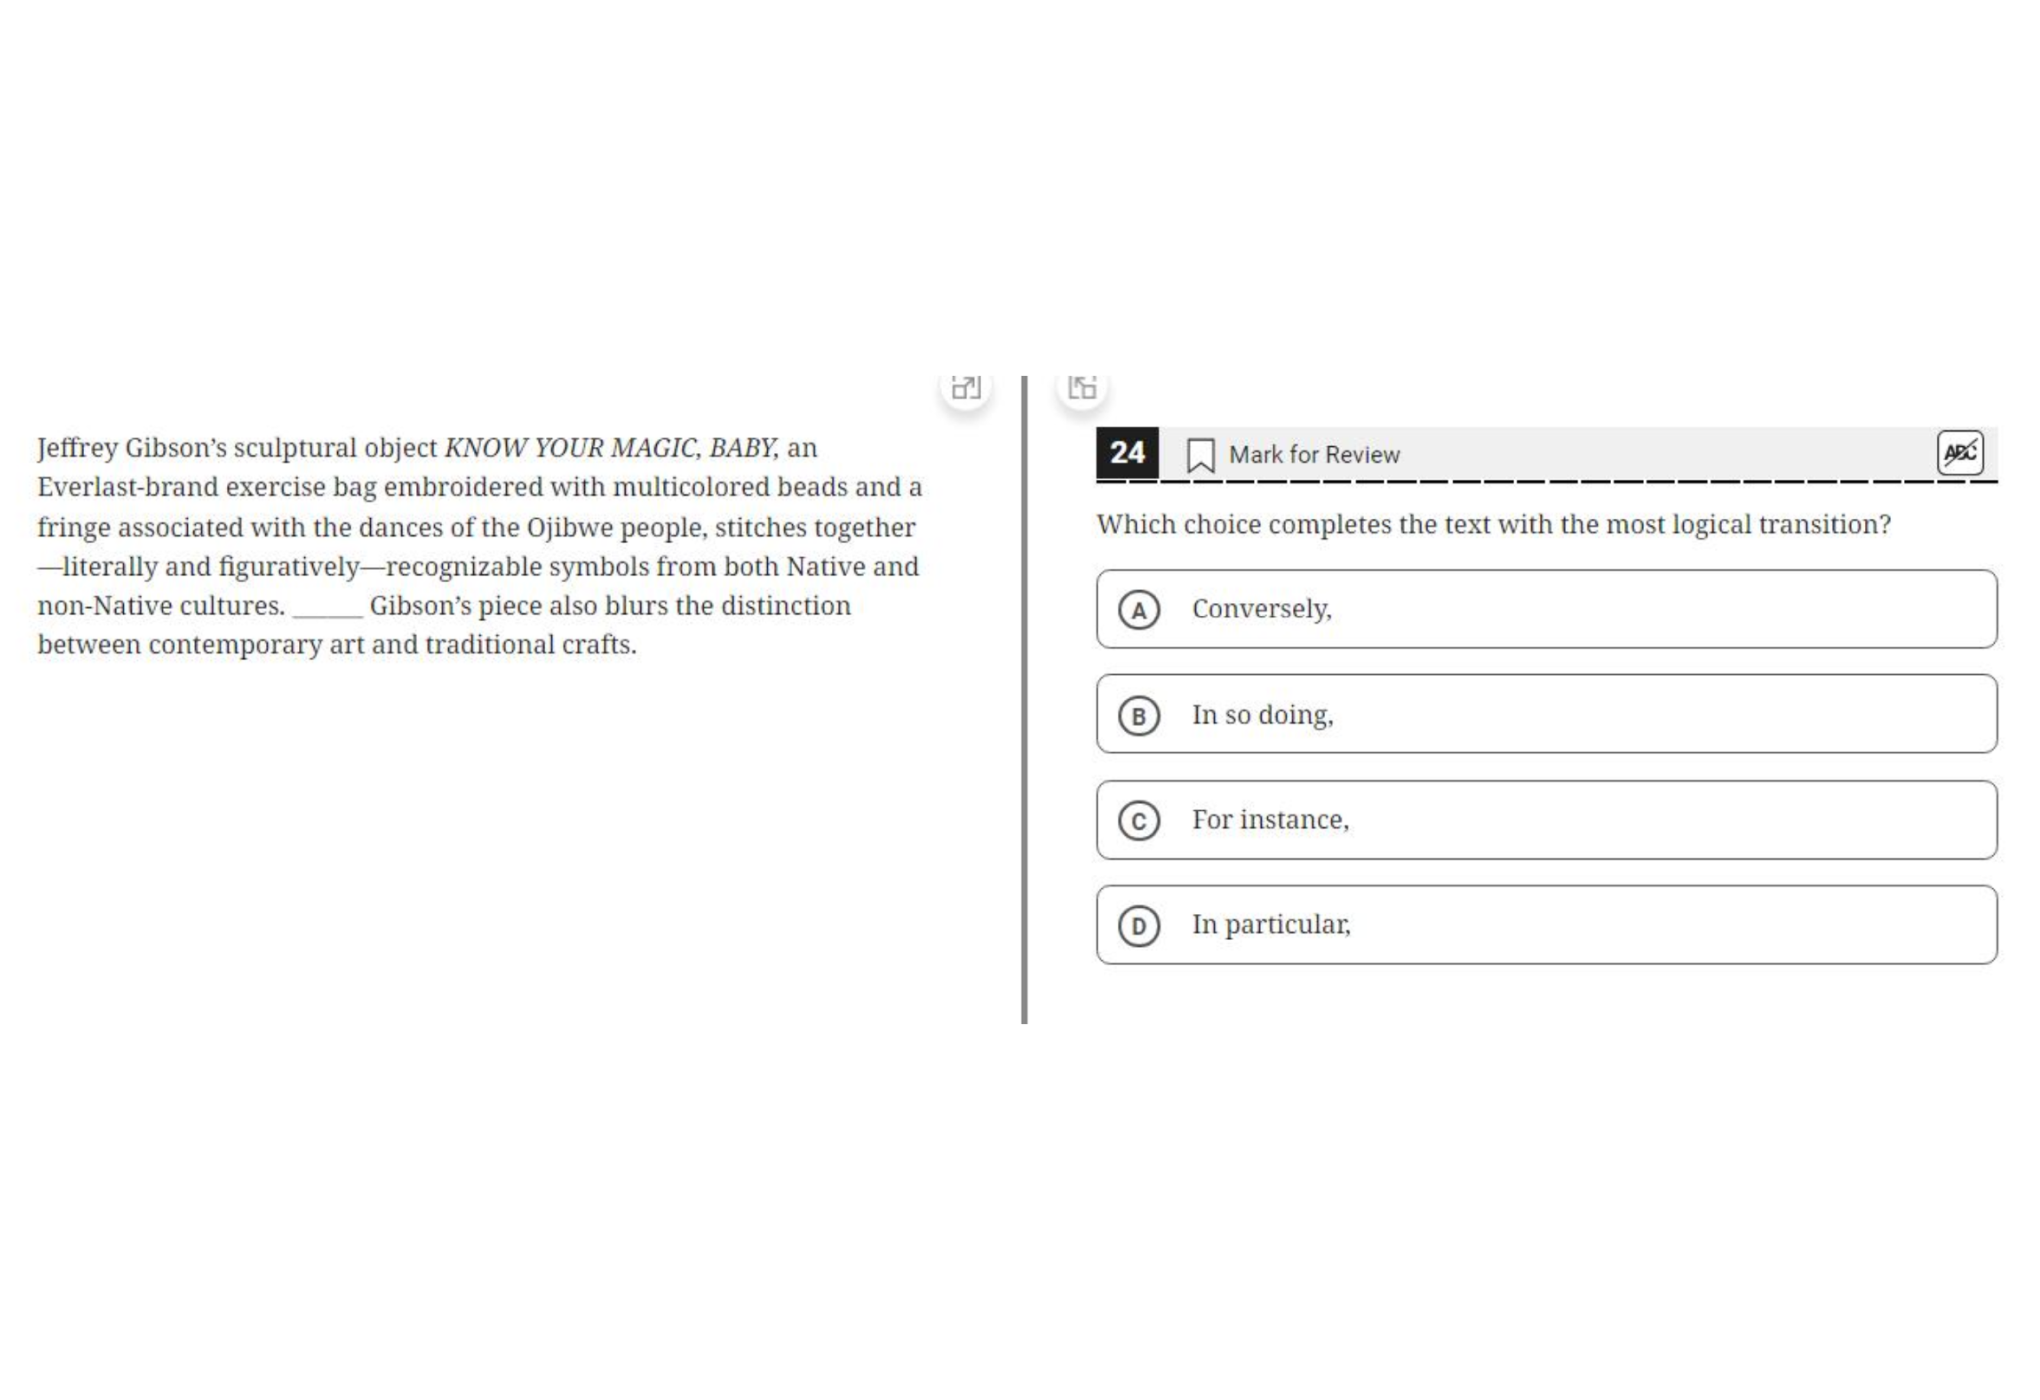 Jeffrey Gibson’s sculptural object KNOW YOUR MAGIC, BABY, an
Everlast-brand exercise bag embroidered with multicolored beads and a
fringe associated with the dances of the Ojibwe people, stitches together
—literally and figuratively—recognizable symbols from both Native and
non-Native cultures. ______ Gibson’s piece also blurs the distinction
between contemporary art and traditional crafts.
24 Mark for Review ABC
Which choice completes the text with the most logical transition?
A Conversely,
B In so doing,
C For instance,
D In particular,